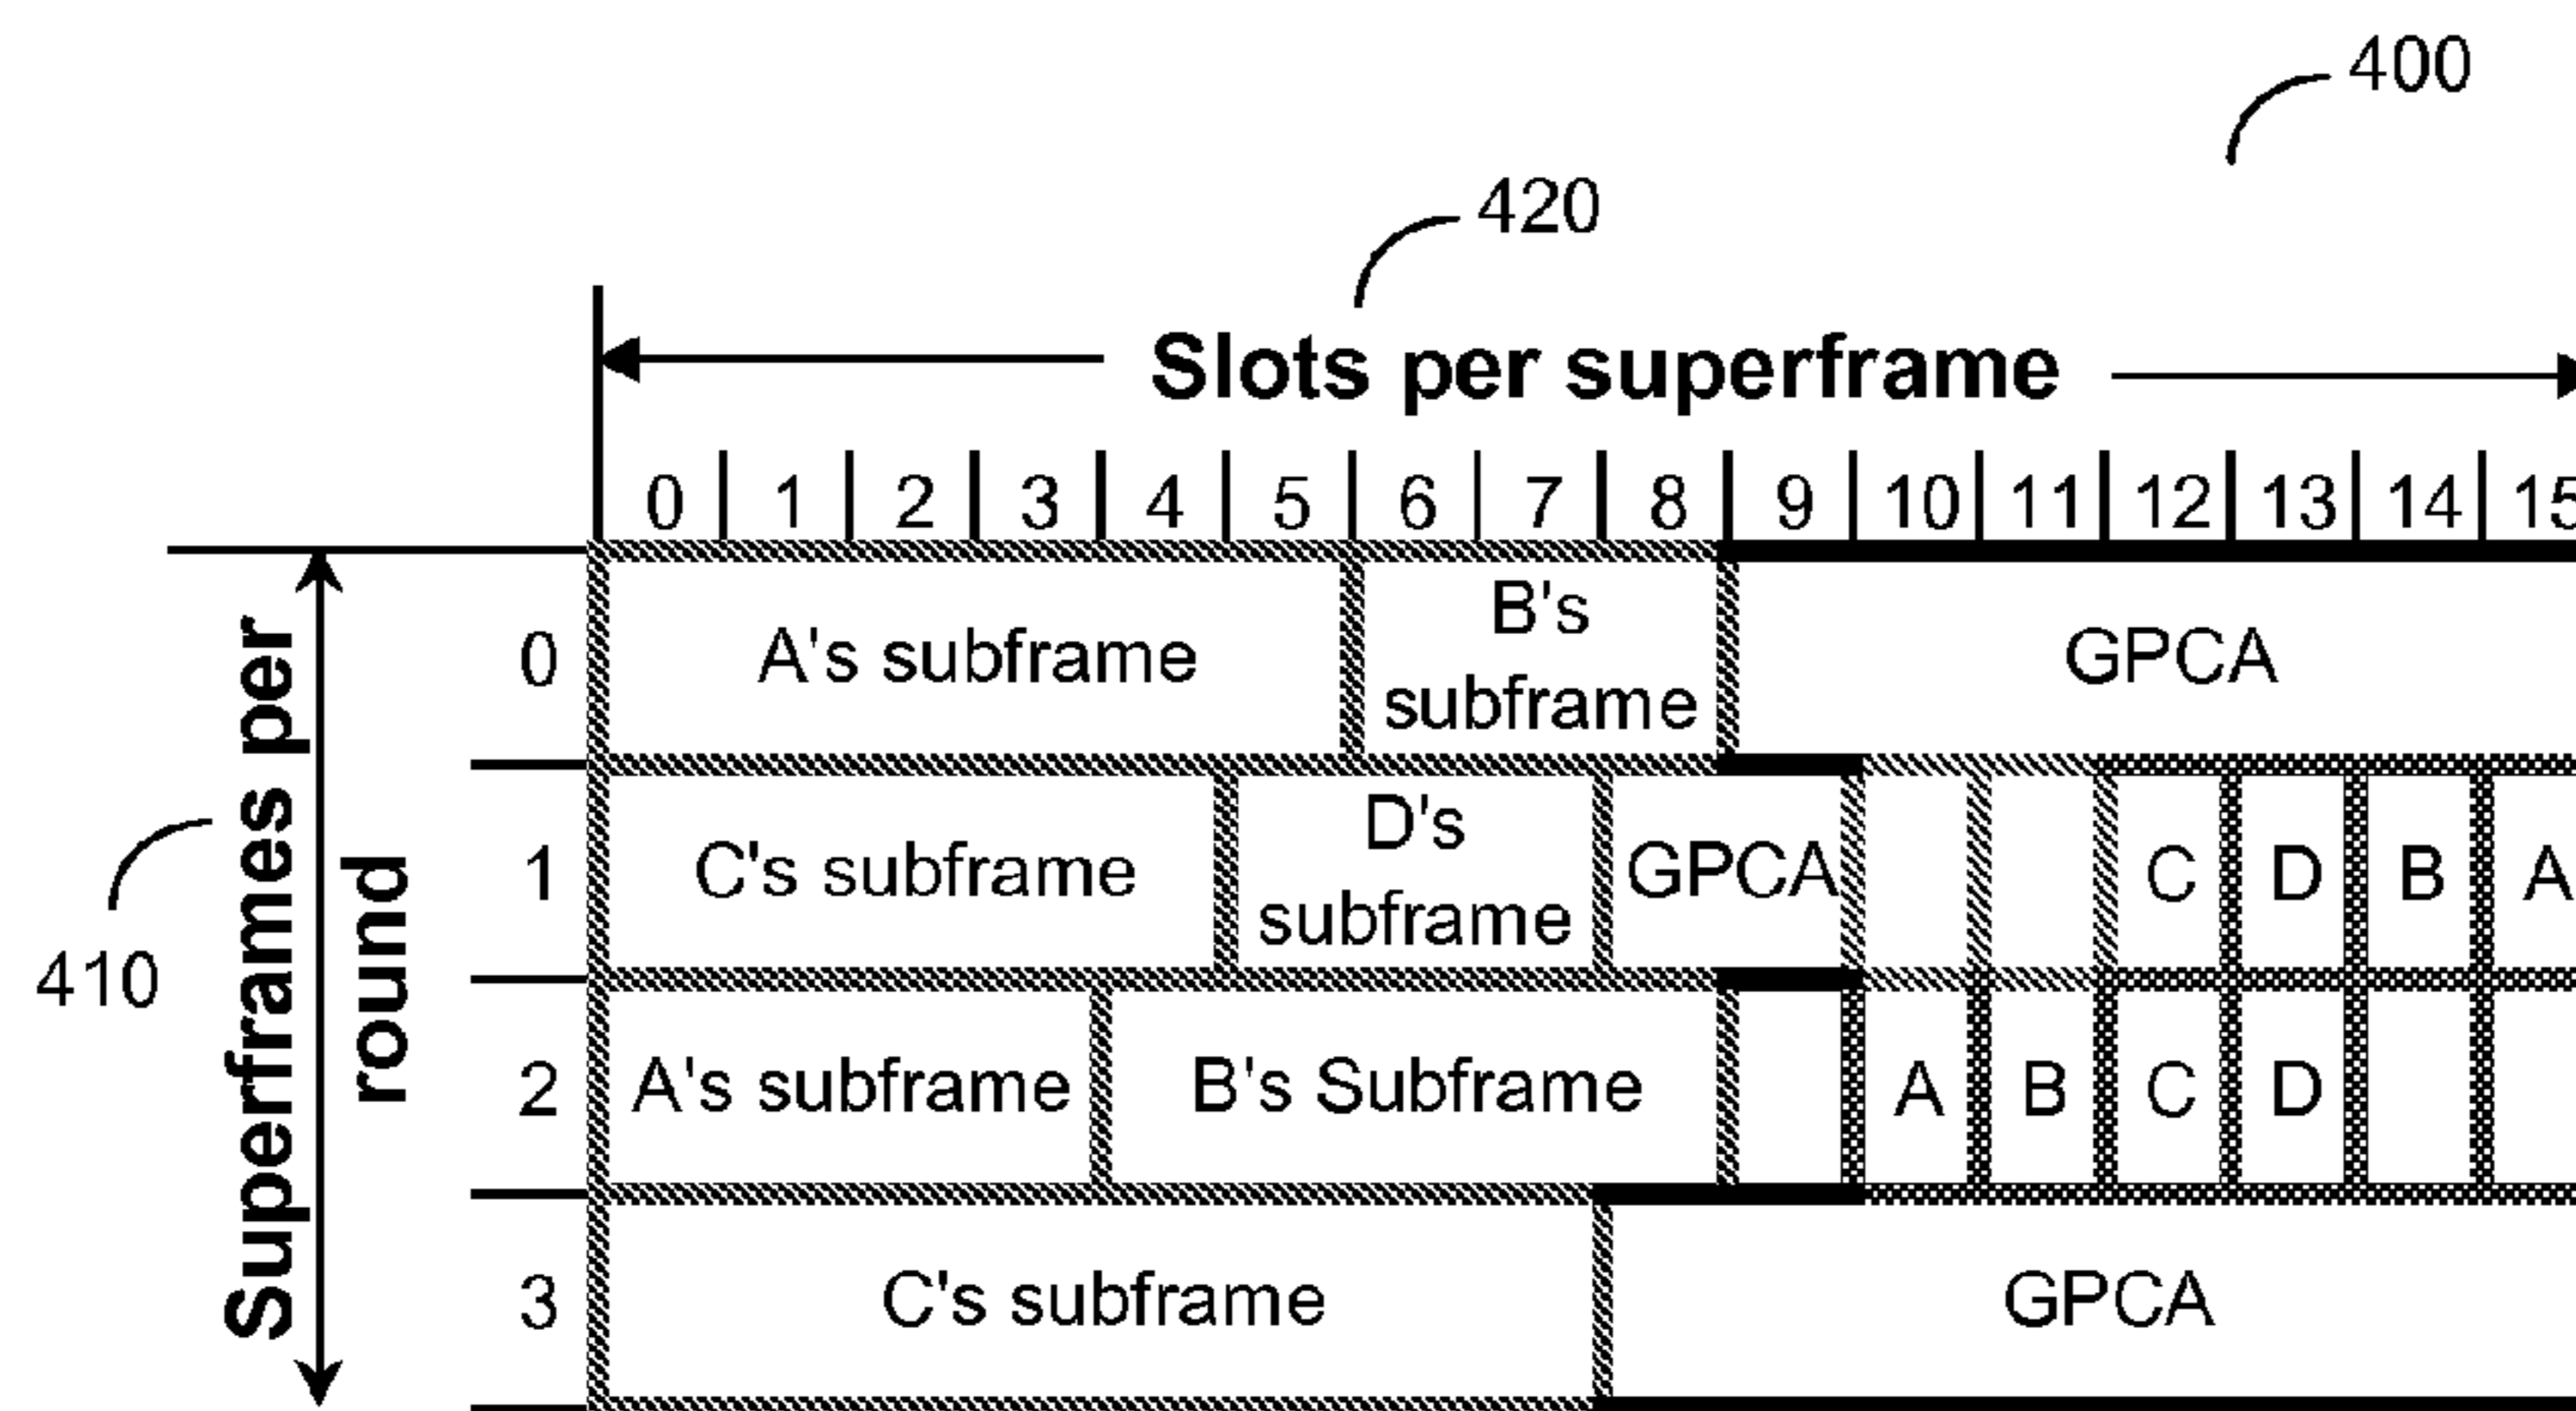 400
420
Slots per superframe
0 1 2 3 4 5 6 7 8 9 10 11 12 13 14 15
Superframes per
round
410
0 A's subframe B's
subframe GPCA
1 C's subframe D's
subframe GPCA C D B A
2 A's subframe B's Subframe A B C D
3 C's subframe GPCA